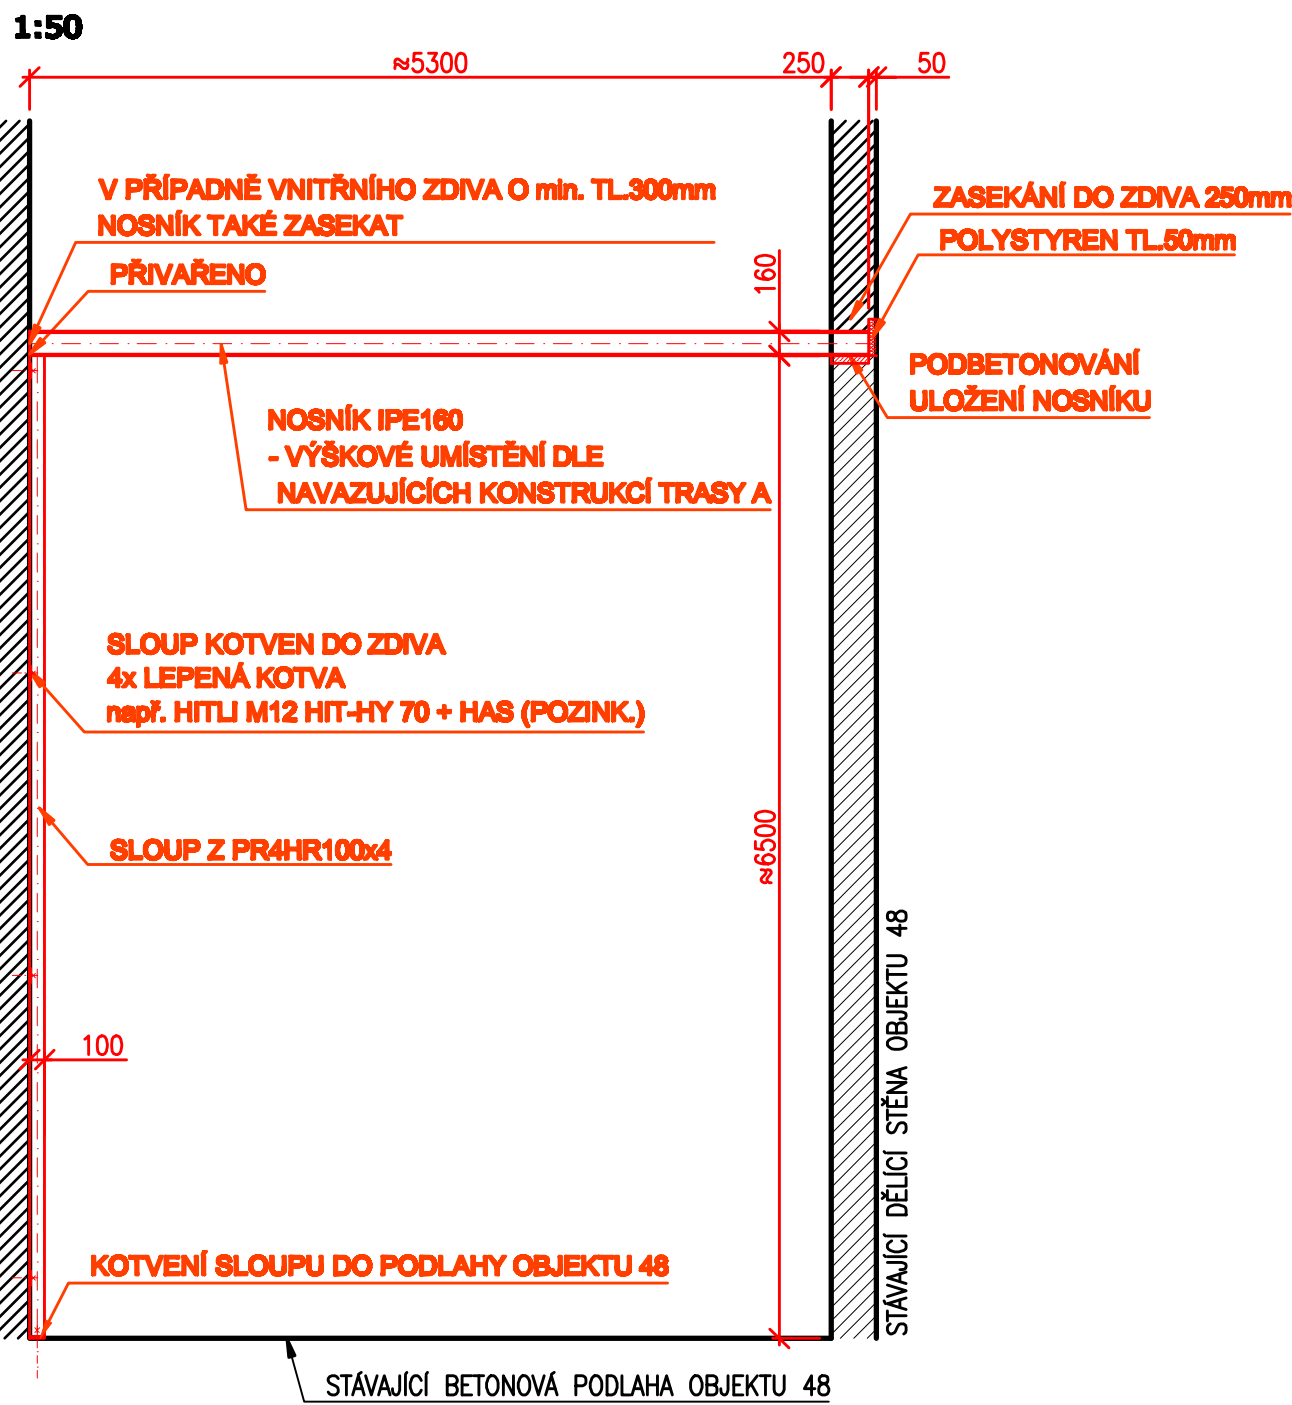 1:50
≈5300
250
50
V PŘÍPADNĚ VNITŘNÍHO ZDIVA O min. TL.300mm
NOSNÍK TAKÉ ZASEKAT
PŘIVAŘENO
ZASEKÁNÍ DO ZDIVA 250mm
POLYSTYREN TL.50mm
160
PODBETONOVÁNÍ
ULOŽENÍ NOSNÍKU
NOSNÍK IPE160
- VÝŠKOVÉ UMÍSTĚNÍ DLE
NAVAZUJÍCÍCH KONSTRUKCÍ TRASY A
SLOUP KOTVEN DO ZDIVA
4x LEPENÁ KOTVA
např. HITLI M12 HIT-HY 70 + HAS (POZINK.)
SLOUP Z PR4HR100x4
≈6500
100
STÁVAJÍCÍ DĚLÍCÍ STĚNA OBJEKTU 48
KOTVENÍ SLOUPU DO PODLAHY OBJEKTU 48
STÁVAJÍCÍ BETONOVÁ PODLAHA OBJEKTU 48